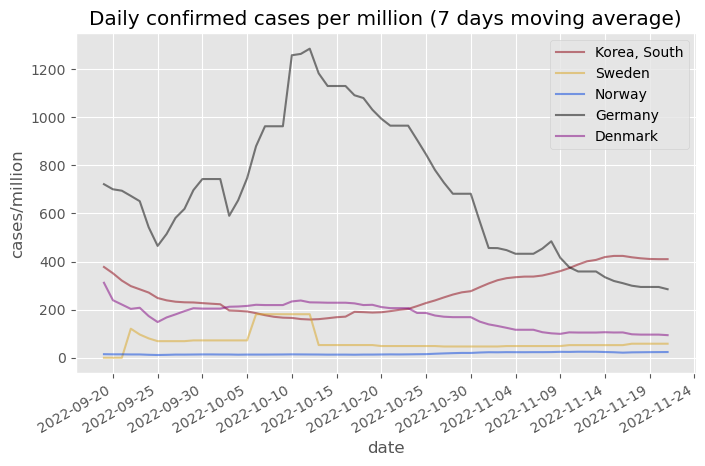 Daily confirmed cases per million (7 days moving average)
cases/million
1200
1000
800
600
400
200
0
Korea, South
Sweden
Norway
Germany
Denmark
2022-09-20
2022-09-25
2022-09-30
2022-10-05
2022-10-10
2022-10-15
2022-10-20
2022-10-25
2022-10-30
2022-11-04
2022-11-09
2022-11-14
2022-11-19
2022-11-24
date